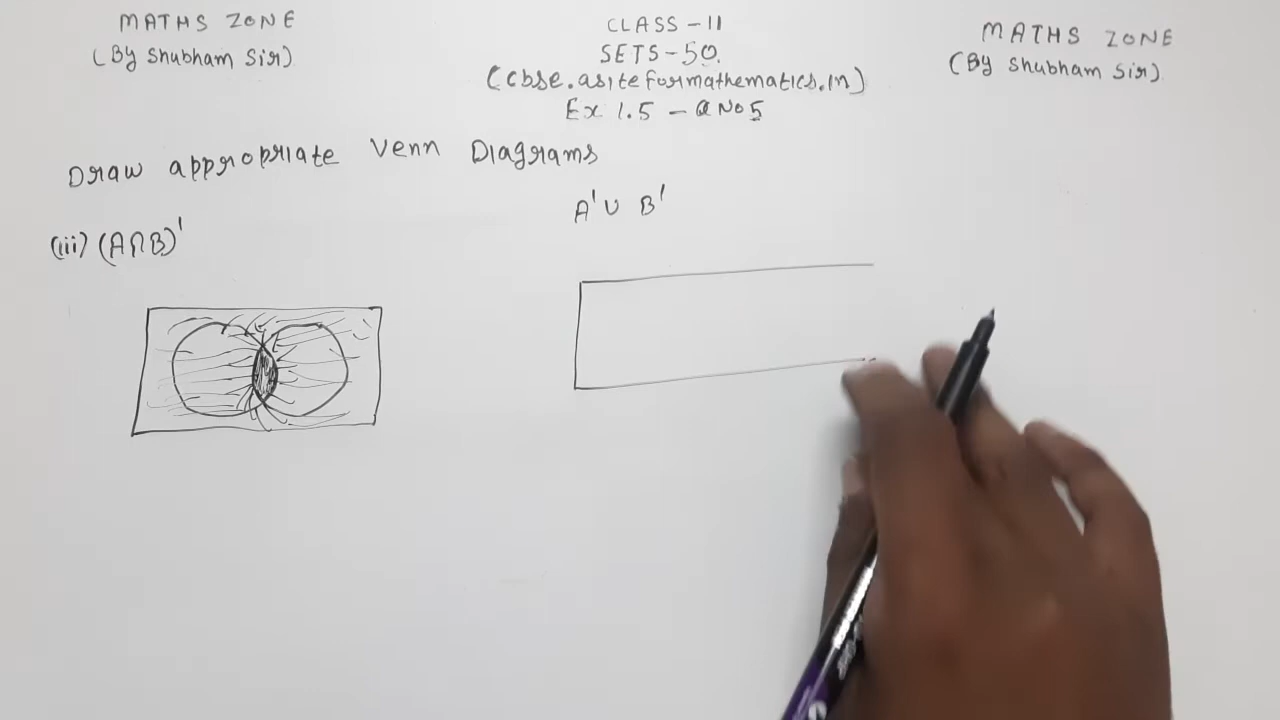 MATHS ZONE
(By Shubham Sir)
CLASS - 11
SETS - 50.
(cbse.asiteformathematics.in)
Ex 1.5 - Q NO 5
MATHS ZONE
(By Shubham Sir)
Draw appropriate Venn Diagrams
(iii) (A∩B)'
A' ∪ B'